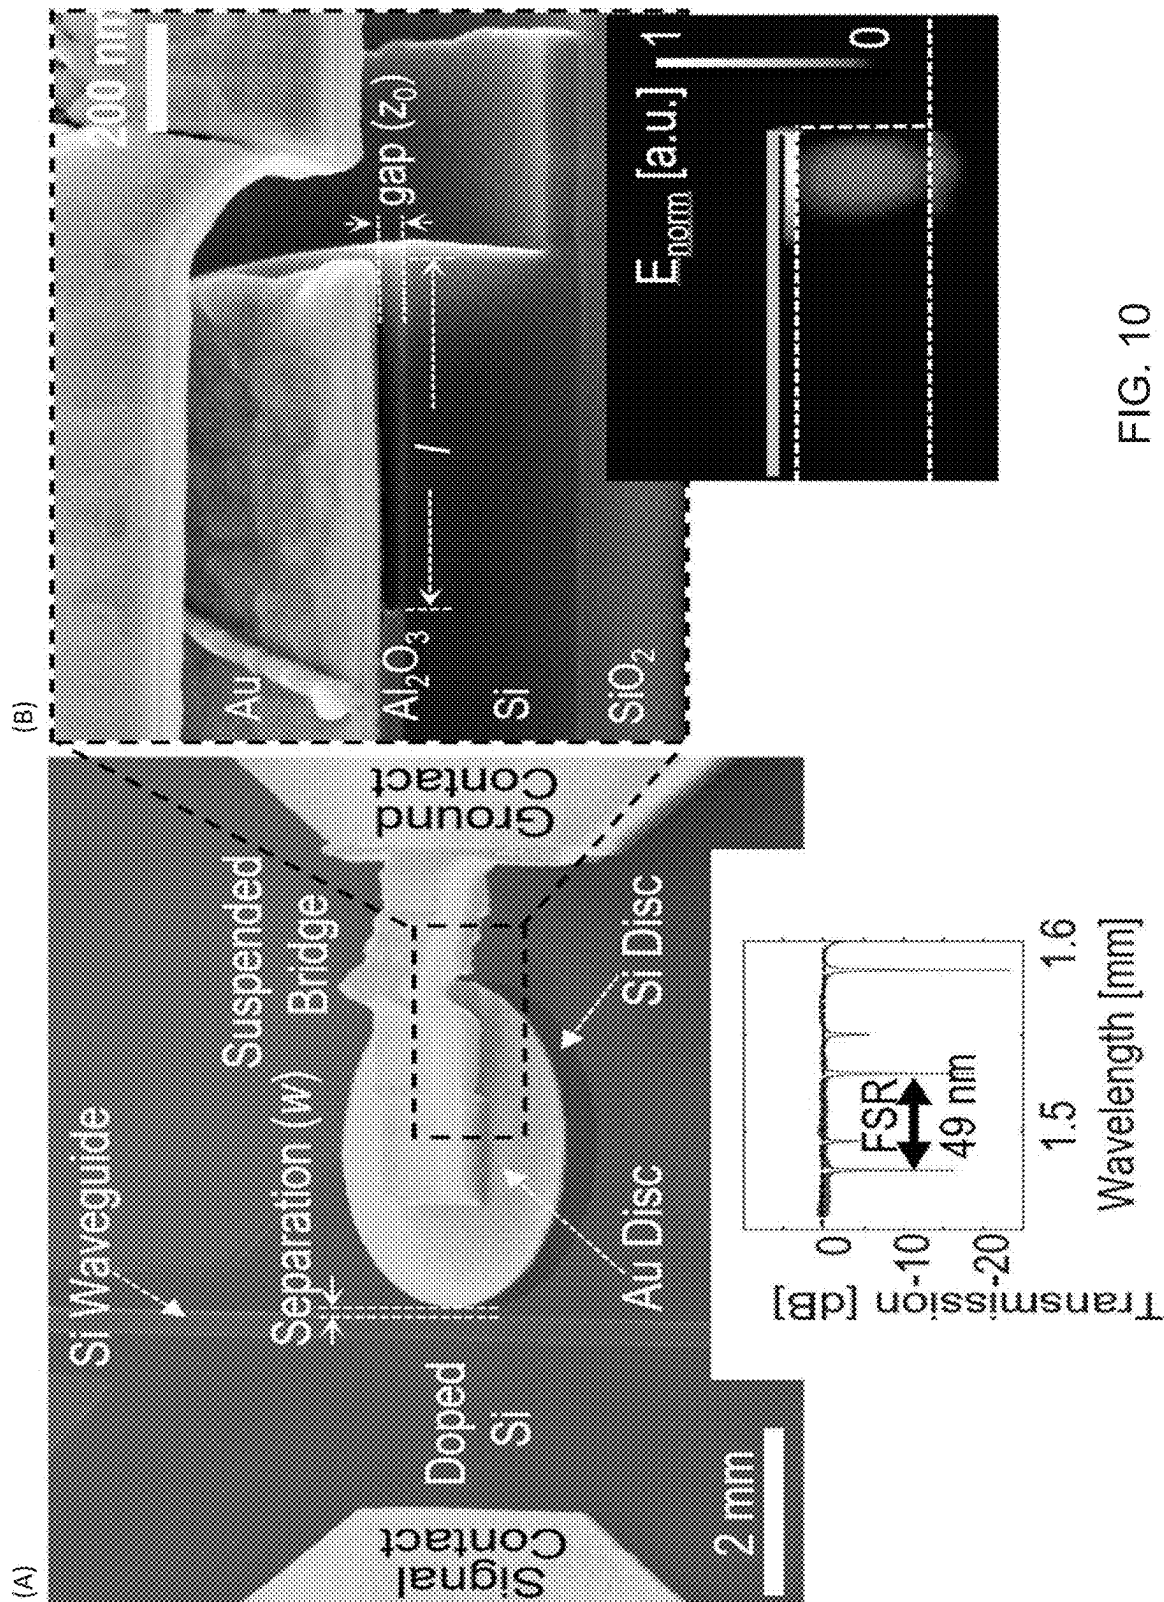 (A)
Si Waveguide
Suspended
Bridge
Separation (w)
Doped
Si
Signal
Contact
Ground
Contact
Au Disc
Si Disc
2 mm
Transmission [dB]
0
-10
-20
FSR
49 nm
1.5
1.6
Wavelength [mm]
(B)
200 nm
Au
gap (z0)
Al2O3
l
Si
SiO2
Enorm [a.u.]
1
0
FIG. 10